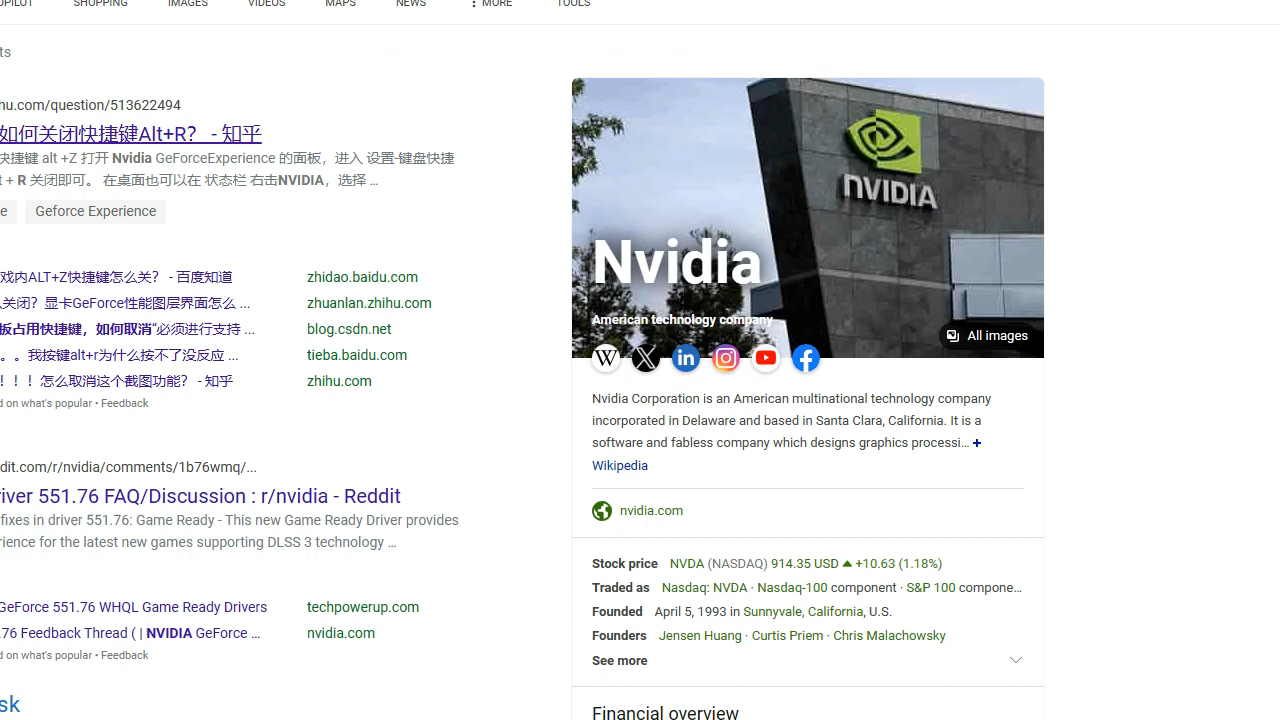 OPILOT SHOPPING IMAGES VIDEOS MAPS NEWS MORE TOOLS
ts
hu.com/question/513622494
如何关闭快捷键Alt+R？ - 知乎
快捷键 alt +Z 打开 Nvidia GeForceExperience 的面板，进入 设置-键盘快捷
t + R 关闭即可。 在桌面也可以在 状态栏 右击NVIDIA，选择 ...
e Geforce Experience
戏内ALT+Z快捷键怎么关？ - 百度知道 zhidao.baidu.com
关闭？显卡GeForce性能图层界面怎么 ... zhuanlan.zhihu.com
板占用快捷键，如何取消“必须进行支持 ... blog.csdn.net
。。我按键alt+r为什么按不了没反应 ... tieba.baidu.com
！！！怎么取消这个截图功能？ - 知乎 zhihu.com
d on what's popular • Feedback
dit.com/r/nvidia/comments/1b76wmq/...
river 551.76 FAQ/Discussion : r/nvidia - Reddit
fixes in driver 551.76: Game Ready - This new Game Ready Driver provides
rience for the latest new games supporting DLSS 3 technology ...
GeForce 551.76 WHQL Game Ready Drivers techpowerup.com
.76 Feedback Thread ( | NVIDIA GeForce ... nvidia.com
d on what's popular • Feedback
sk
NVIDIA
Nvidia
American technology company
All images
Nvidia Corporation is an American multinational technology company
incorporated in Delaware and based in Santa Clara, California. It is a
software and fabless company which designs graphics processi... +
Wikipedia
nvidia.com
Stock price NVDA (NASDAQ) 914.35 USD ▲ +10.63 (1.18%)
Traded as Nasdaq: NVDA · Nasdaq-100 component · S&P 100 compone...
Founded April 5, 1993 in Sunnyvale, California, U.S.
Founders Jensen Huang · Curtis Priem · Chris Malachowsky
See more
Financial overview